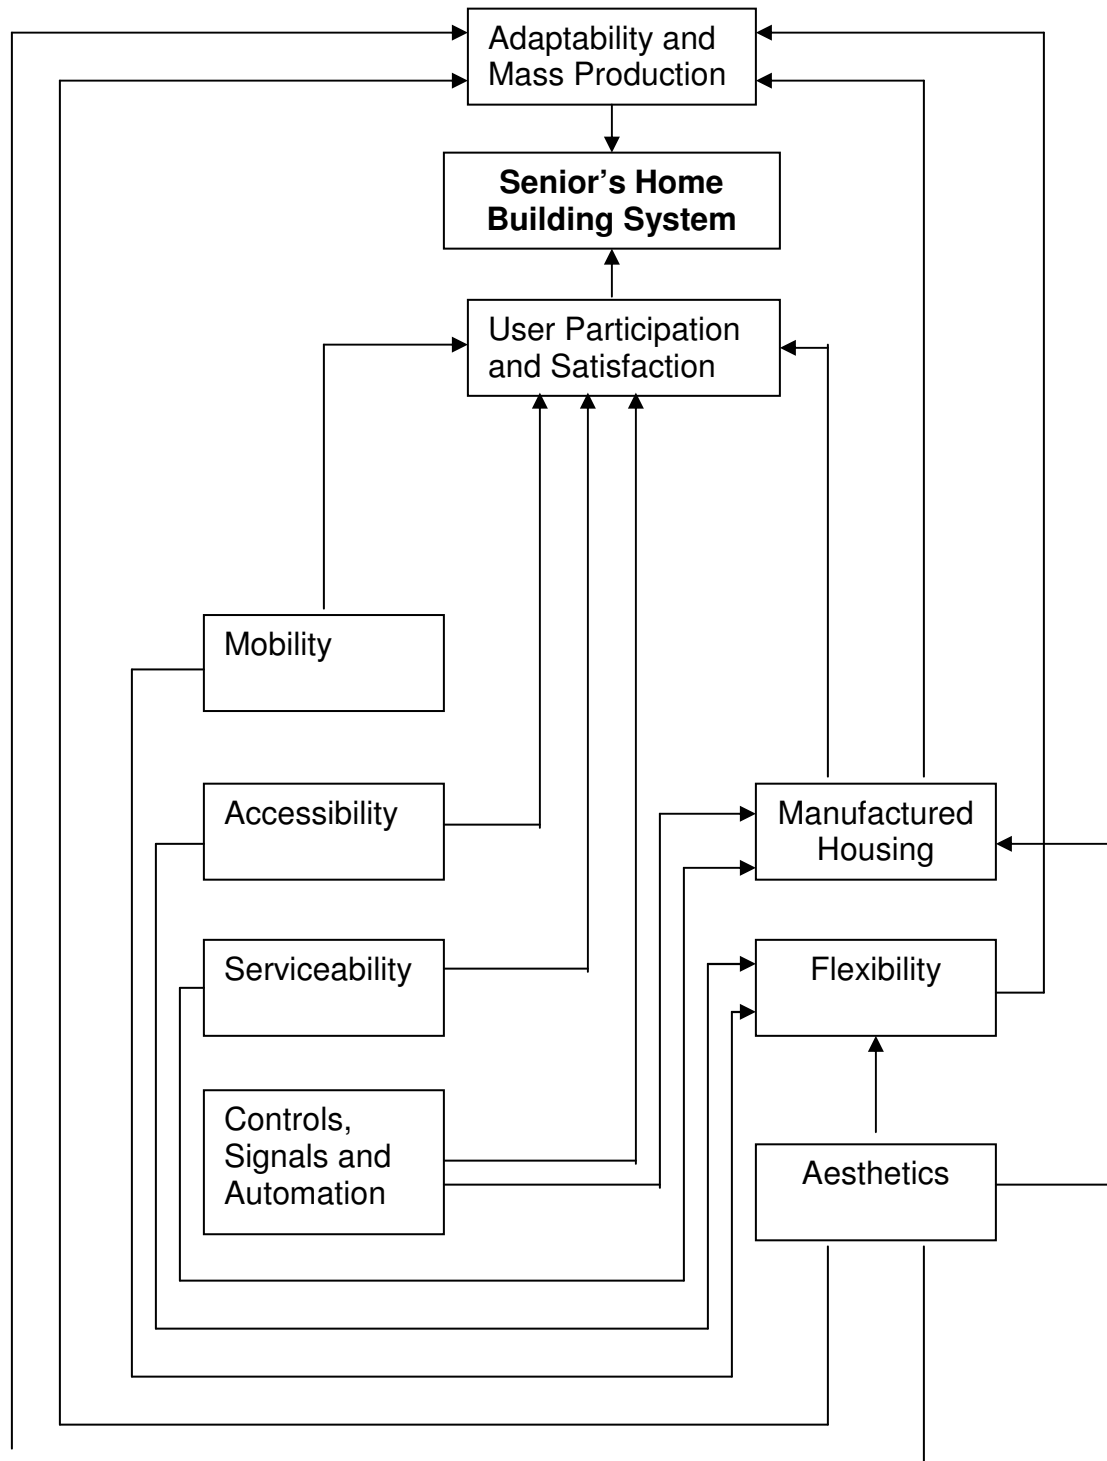 Adaptability and
Mass Production
Senior’s Home
Building System
User Participation
and Satisfaction
Mobility
Accessibility
Manufactured
Housing
Serviceability
Flexibility
Controls,
Signals and
Automation
Aesthetics